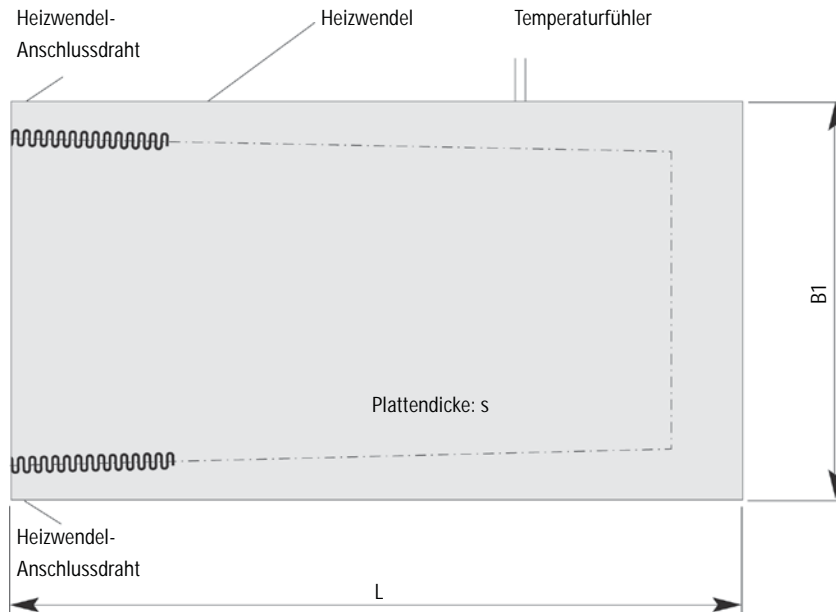 Heizwendel-
Anschlussdraht
Heizwendel
Temperaturfühler
B1
Plattendicke: s
Heizwendel-
Anschlussdraht
L